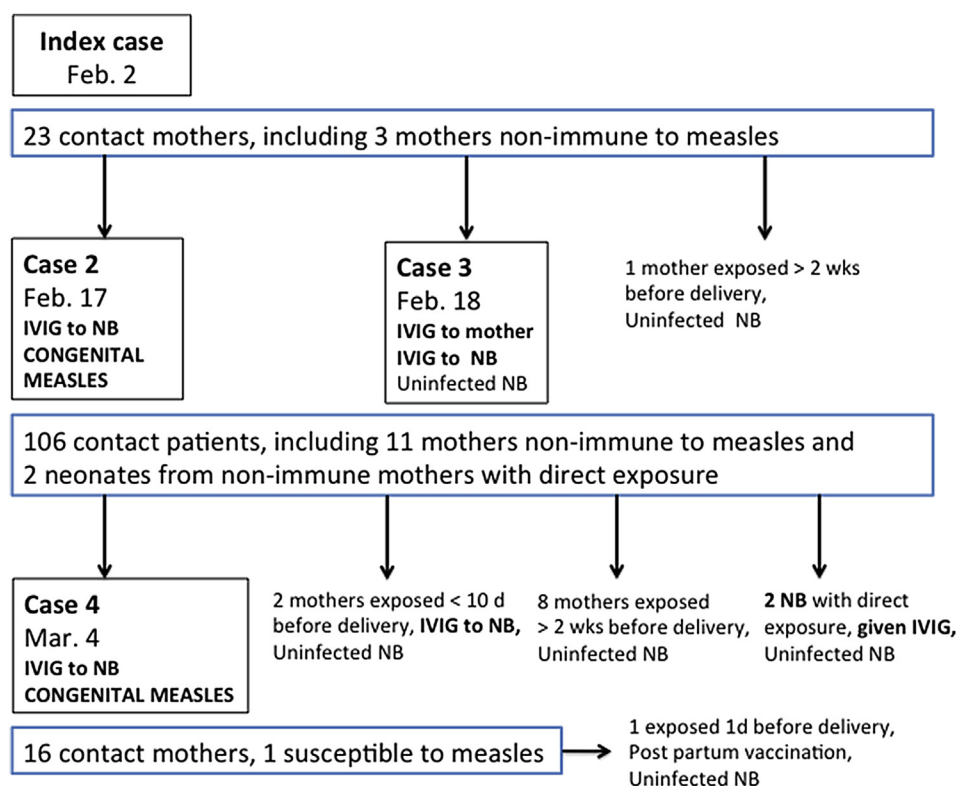 Index case
Feb. 2
23 contact mothers, including 3 mothers non-immune to measles
Case 2
Feb. 17
IVIG to NB
CONGENITAL
MEASLES
Case 3
Feb. 18
IVIG to mother
IVIG to NB
Uninfected NB
1 mother exposed > 2 wks
before delivery,
Uninfected NB
106 contact patients, including 11 mothers non-immune to measles and
2 neonates from non-immune mothers with direct exposure
Case 4
Mar. 4
IVIG to NB
CONGENITAL MEASLES
2 mothers exposed < 10 d
before delivery, IVIG to NB,
Uninfected NB
8 mothers exposed
> 2 wks before delivery,
Uninfected NB
2 NB with direct
exposure, given IVIG,
Uninfected NB
16 contact mothers, 1 susceptible to measles
1 exposed 1d before delivery,
Post partum vaccination,
Uninfected NB